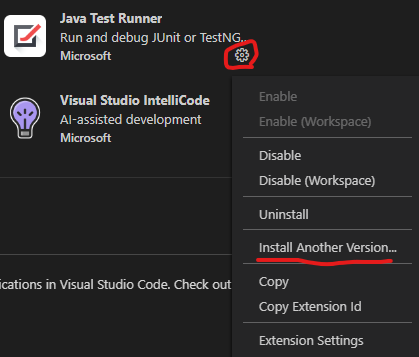 Java Test Runner
Run and debug JUnit or TestNG...
Microsoft
Visual Studio IntelliCode
AI-assisted development
Microsoft
Enable
Enable (Workspace)
Disable
Disable (Workspace)
Uninstall
Install Another Version...
ications in Visual Studio Code. Check out
Copy
Copy Extension Id
Extension Settings